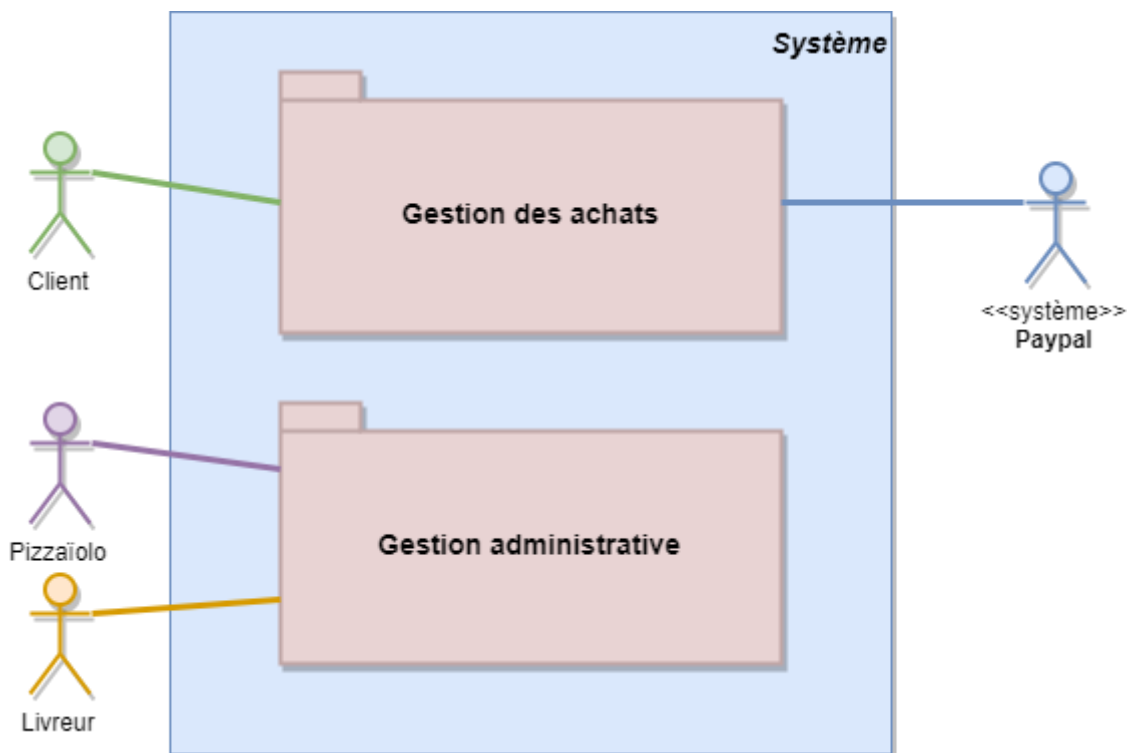 Système
Client
Gestion des achats
<<système>>
Paypal
Pizzaïolo
Gestion administrative
Livreur